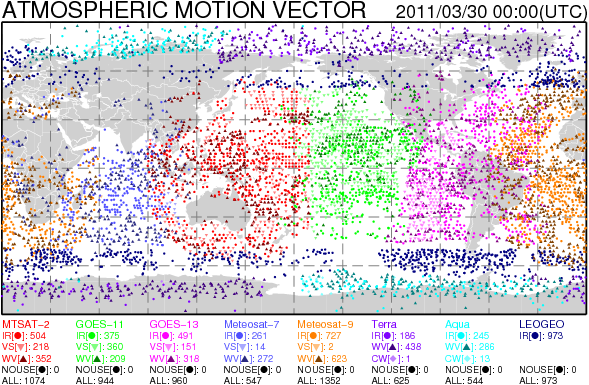 ATMOSPHERIC MOTION VECTOR 2011/03/30 00:00(UTC)
MTSAT-2 GOES-11 GOES-13 Meteosat-7 Meteosat-9 Terra Aqua LEOGEO
IR[●]: 504 IR[●]: 375 IR[●]: 491 IR[●]: 261 IR[●]: 727 IR[●]: 186 IR[●]: 245 IR[●]: 973
VS[▼]: 218 VS[▼]: 360 VS[▼]: 151 VS[▼]: 14 VS[▼]: 2 WV[▲]: 438 WV[▲]: 286
WV[▲]: 352 WV[▲]: 209 WV[▲]: 318 WV[▲]: 272 WV[▲]: 623 CW[▼]: 1 CW[▼]: 13
NOUSE[●]: 0 NOUSE[●]: 0 NOUSE[●]: 0 NOUSE[●]: 0 NOUSE[●]: 0 NOUSE[●]: 0 NOUSE[●]: 0 NOUSE[●]: 0
ALL: 1074 ALL: 944 ALL: 960 ALL: 547 ALL: 1352 ALL: 625 ALL: 544 ALL: 973